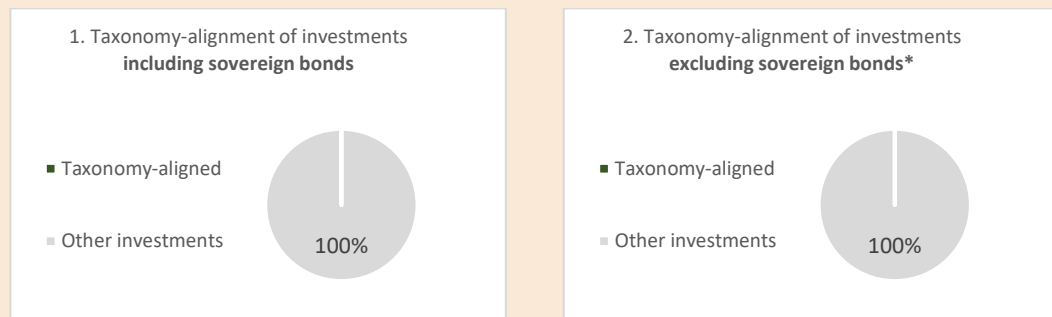 1. Taxonomy-alignment of investments
including sovereign bonds
Taxonomy-aligned
Other investments
100%
2. Taxonomy-alignment of investments
excluding sovereign bonds*
Taxonomy-aligned
Other investments
100%